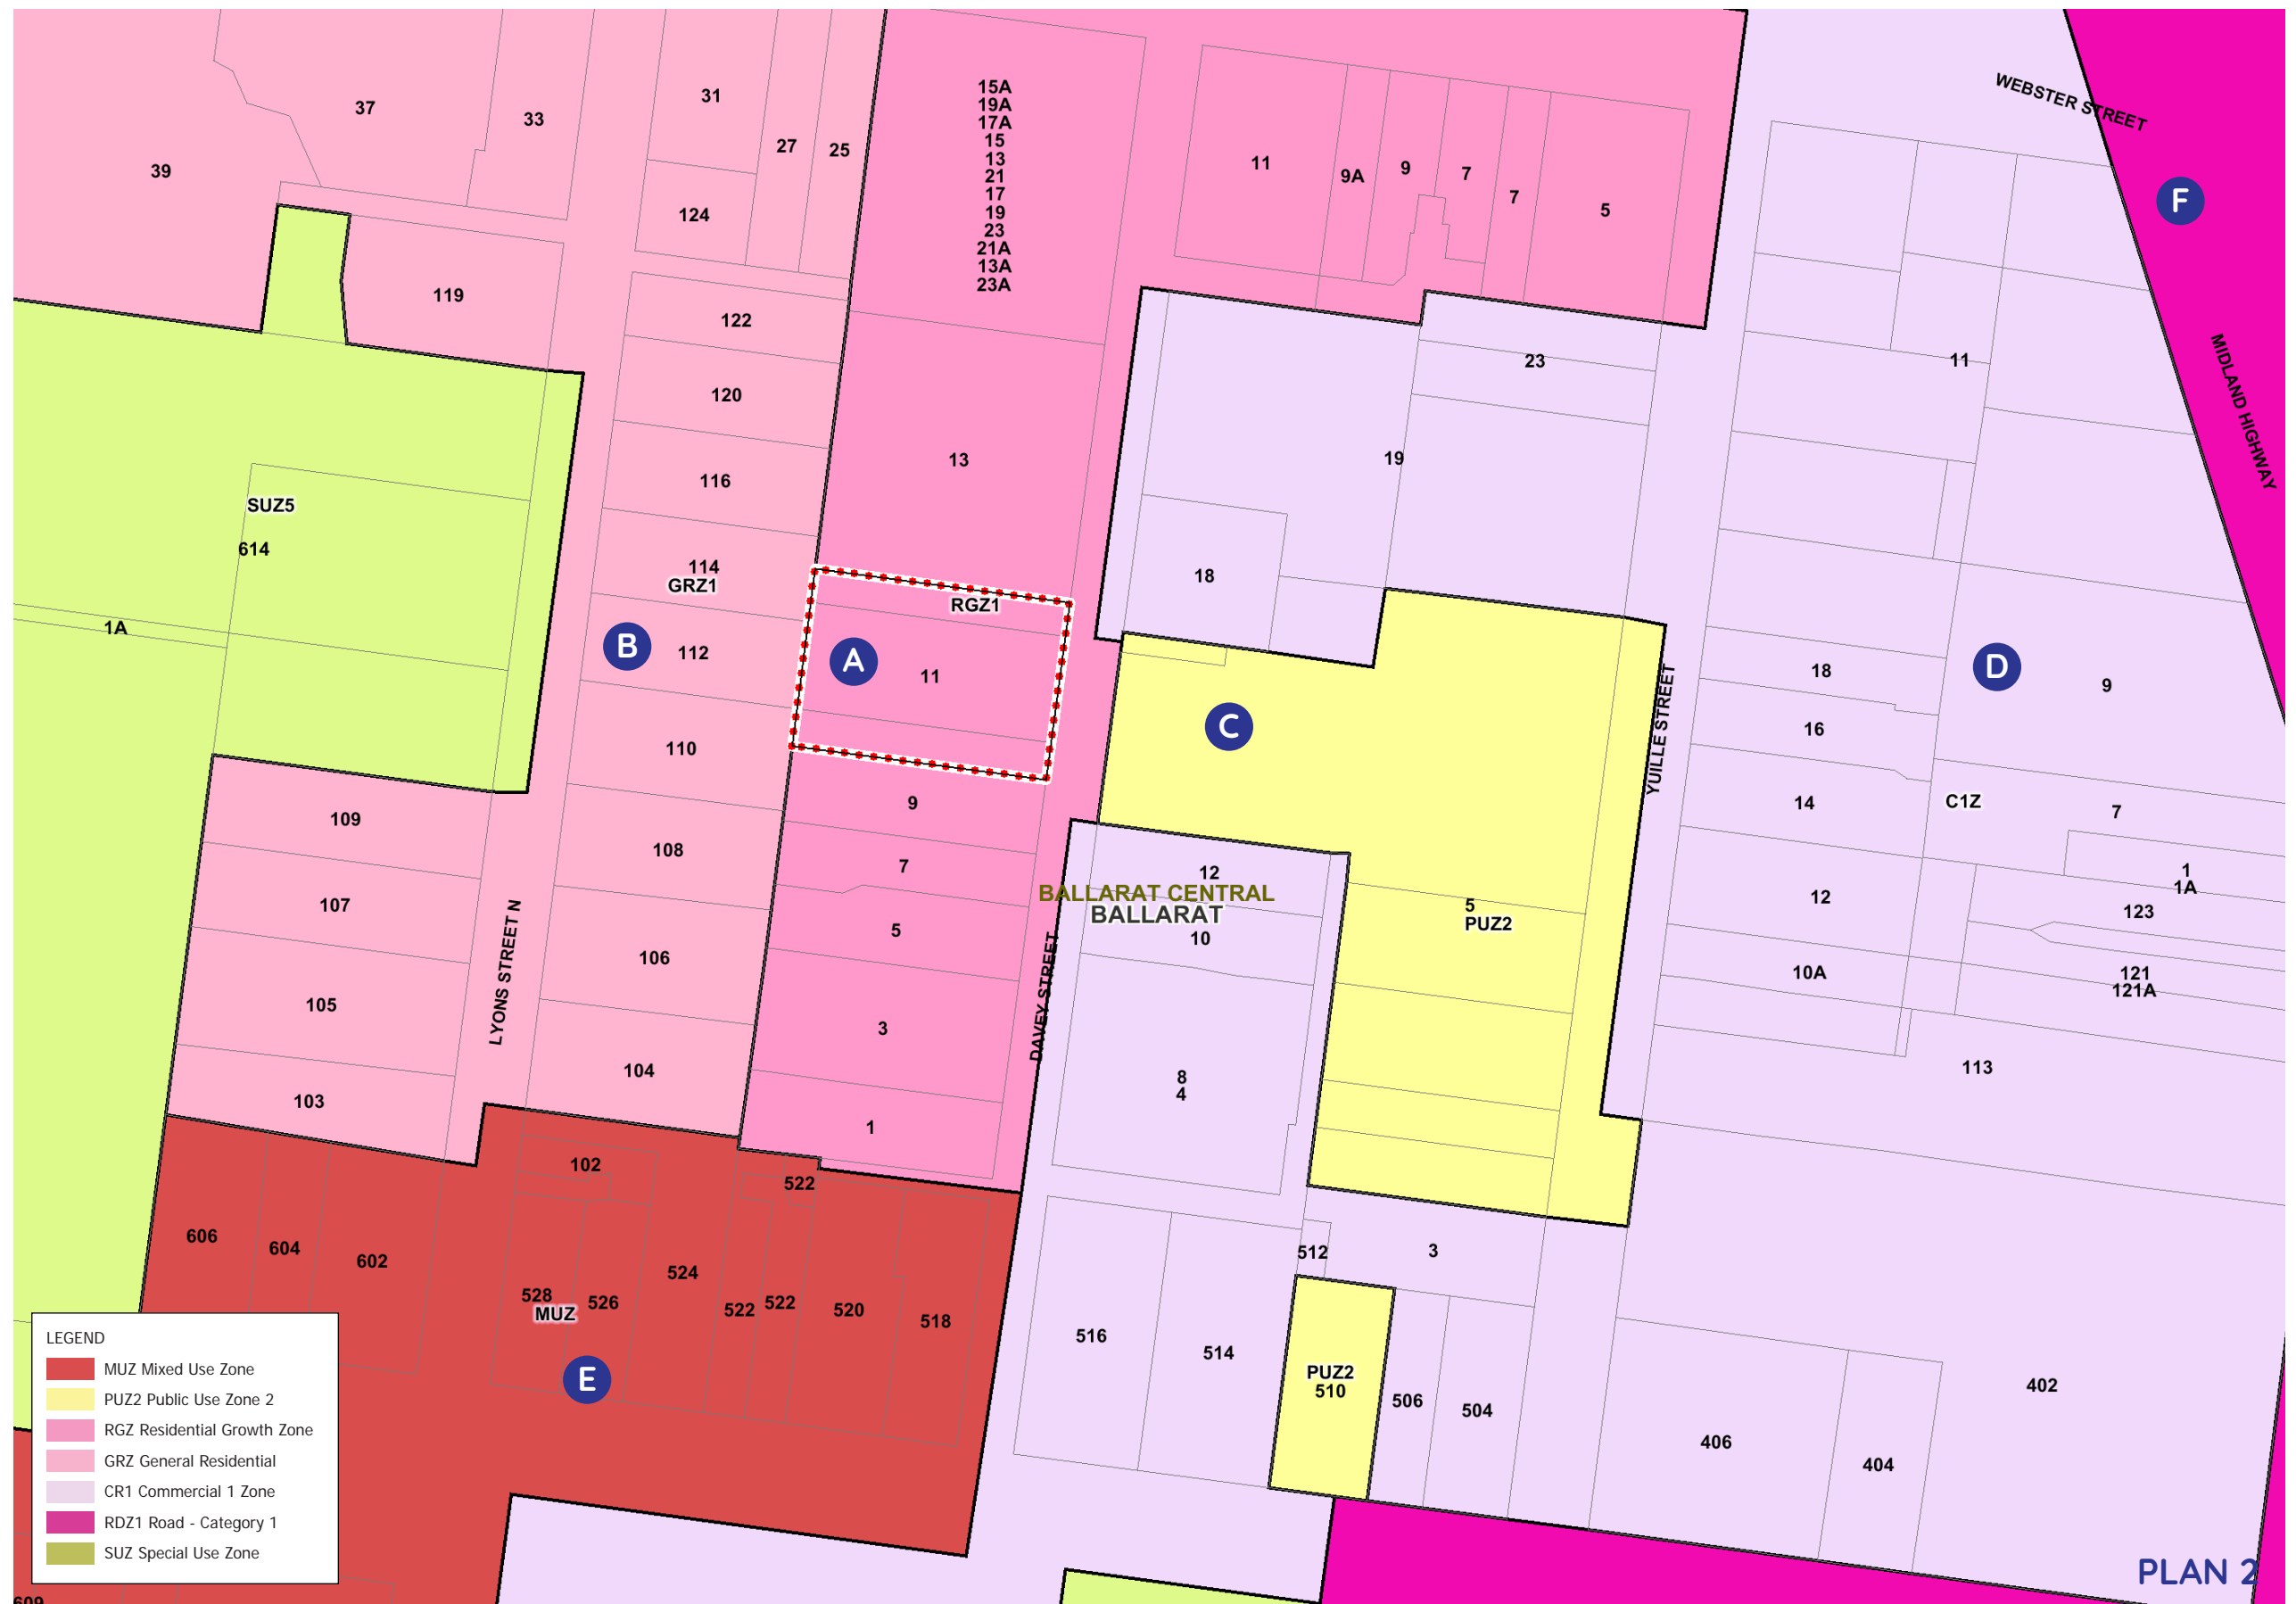 WEBSTER STREET
31
37
33
27
25
39
124
15A
19A
17A
15
13
21
17
19
23
21A
13A
23A
11
9A
9
7
7
5
F
MIDLAND HIGHWAY
119
122
120
116
114
GRZ1
112
110
108
106
104
B
13
RGZ1
A
11
9
7
5
3
1
23
19
18
11
SUZ5
614
1A
C
YUILLE STREET
D
18
16
14
12
10A
9
C1Z
7
1
1A
123
121
121A
113
109
107
105
103
LYONS STREET N
DAVEY STREET
12
BALLARAT CENTRAL
BALLARAT
10
8
4
5
PUZ2
102
522
606
604
602
528
MUZ
526
524
522
522
520
518
E
512
3
516
514
PUZ2
510
506
504
406
404
402
LEGEND
MUZ Mixed Use Zone
PUZ2 Public Use Zone 2
RGZ Residential Growth Zone
GRZ General Residential
CR1 Commercial 1 Zone
RDZ1 Road - Category 1
SUZ Special Use Zone
609
PLAN 2